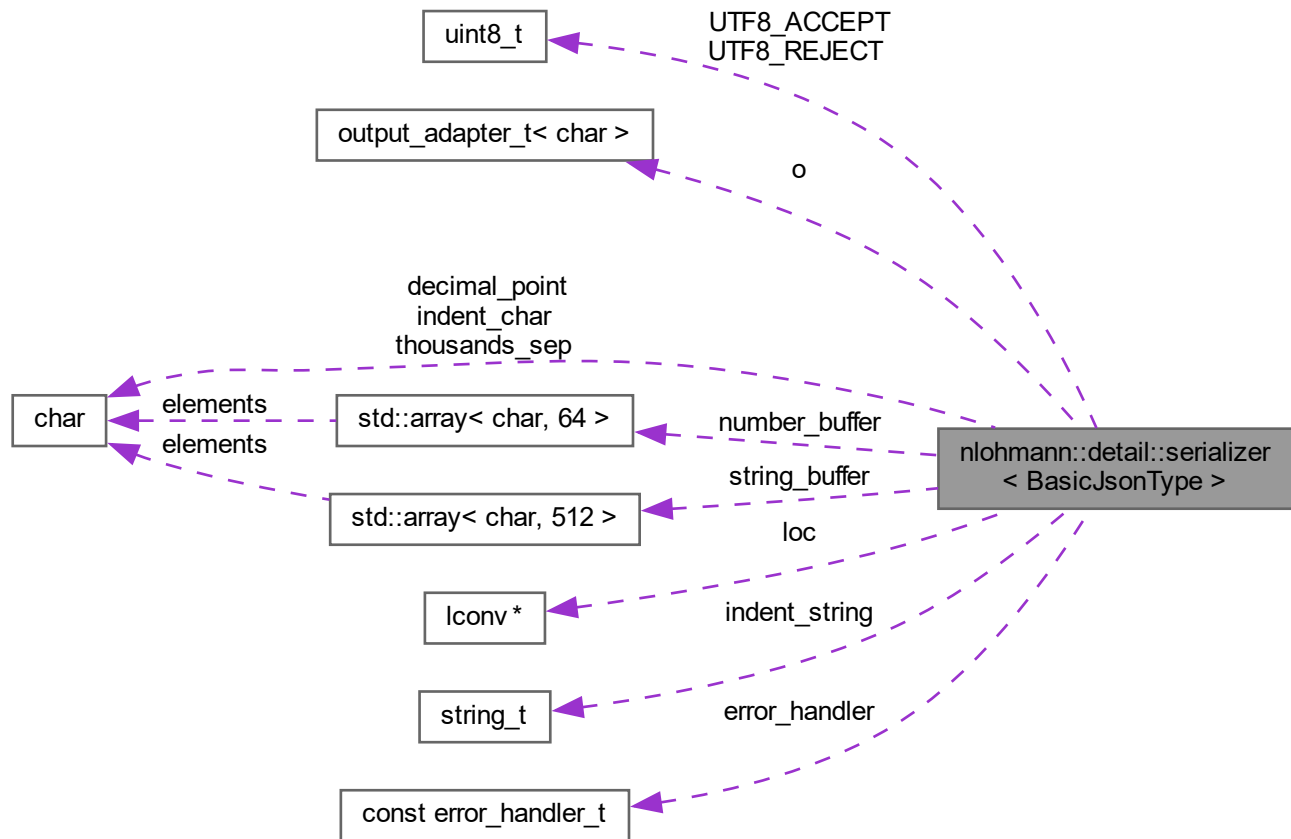 uint8_t
UTF8_ACCEPT
UTF8_REJECT
output_adapter_t< char >
o
decimal_point
indent_char
thousands_sep
char
elements
elements
std::array< char, 64 >
number_buffer
nlohmann::detail::serializer
< BasicJsonType >
string_buffer
std::array< char, 512 >
loc
lconv *
indent_string
string_t
error_handler
const error_handler_t